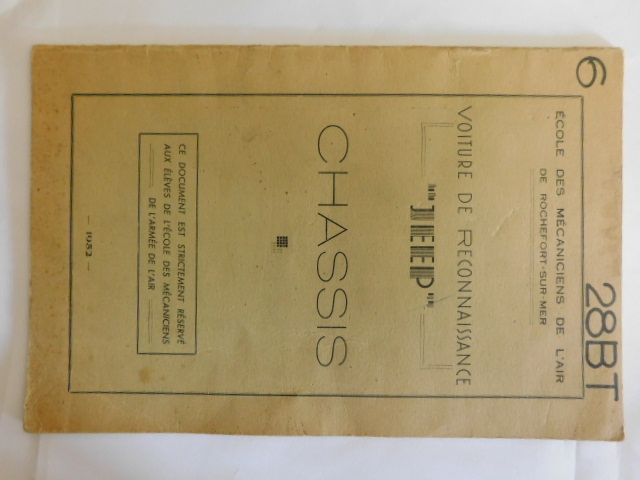 6
28BT
ÉCOLE DES MÉCANICIENS DE L'AIR
DE ROCHEFORT-SUR-MER
VOITURE DE RECONNAISSANCE
"JEEP"
CHASSIS
CE DOCUMENT EST STRICTEMENT RÉSERVÉ
AUX ÉLÈVES DE L'ÉCOLE DES MÉCANICIENS
DE L'ARMÉE DE L'AIR
— 1952 —